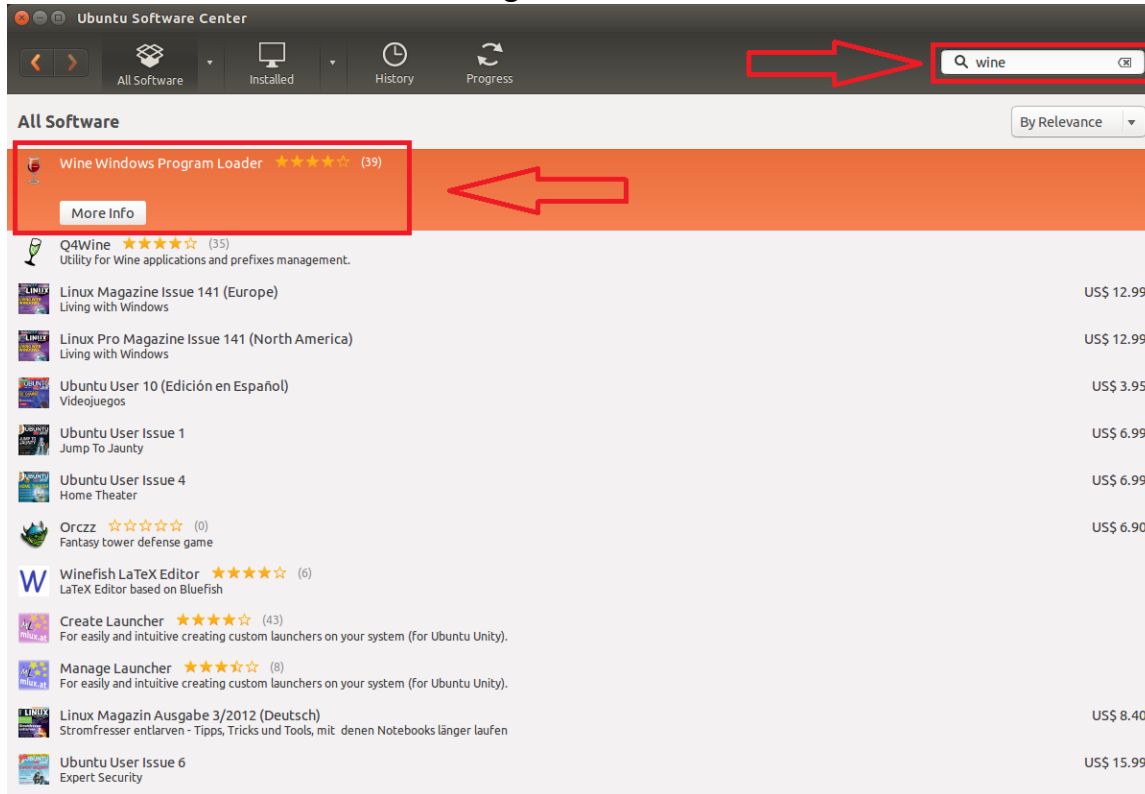 Ubuntu Software Center
All Software
Installed
History
Progress
wine
All Software
By Relevance
Wine Windows Program Loader (39)
More Info
Q4Wine (35)
Utility for Wine applications and prefixes management.
Linux Magazine Issue 141 (Europe)
US$ 12.99
Living with Windows
Linux Pro Magazine Issue 141 (North America)
US$ 12.99
Living with Windows
Ubuntu User 10 (Edición en Español)
US$ 3.95
Videojuegos
Ubuntu User Issue 1
US$ 6.99
Jump To Jaunty
Ubuntu User Issue 4
US$ 6.99
Home Theater
Orczz (0)
US$ 6.90
Fantasy tower defense game
Winefish LaTeX Editor (6)
LaTeX Editor based on Bluefish
Create Launcher (43)
For easily and intuitive creating custom launchers on your system (for Ubuntu Unity).
Manage Launcher (8)
For easily and intuitive creating custom launchers on your system (for Ubuntu Unity).
Linux Magazin Ausgabe 3/2012 (Deutsch)
US$ 8.40
Stromfresser entlarven - Tipps, Tricks und Tools, mit denen Notebooks länger laufen
Ubuntu User Issue 6
US$ 15.99
Expert Security